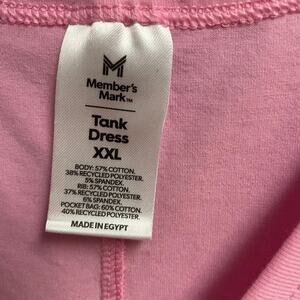 M
Member's
Mark™
Tank
Dress
XXL
BODY: 57% COTTON.
38% RECYCLED POLYESTER.
5% SPANDEX.
RIB: 57% COTTON.
37% RECYCLED POLYESTER.
6% SPANDEX.
POCKET BAG: 60% COTTON.
40% RECYCLED POLYESTER.
MADE IN EGYPT